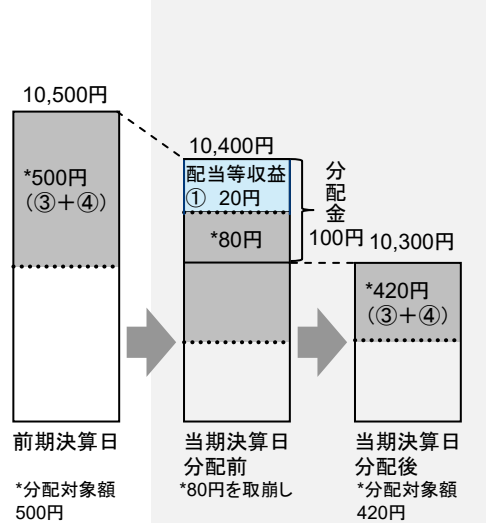 10,500円
*500円
（③＋④）
前期決算日
*分配対象額
500円
10,400円
配当等収益
① 20円
*80円
分配金
100円
当期決算日
分配前
*80円を取崩し
10,300円
*420円
（③＋④）
当期決算日
分配後
*分配対象額
420円